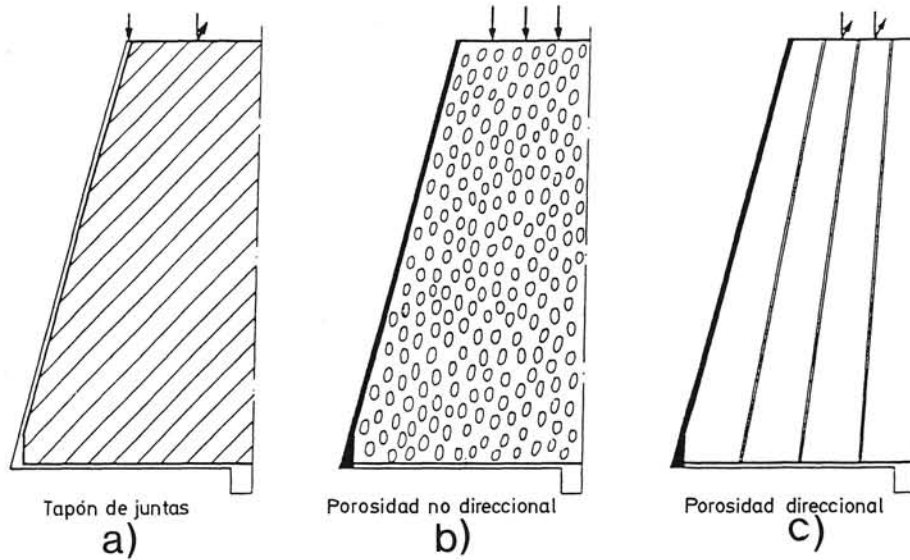 Tapón de juntas
a)
Porosidad no direccional
b)
Porosidad direccional
c)